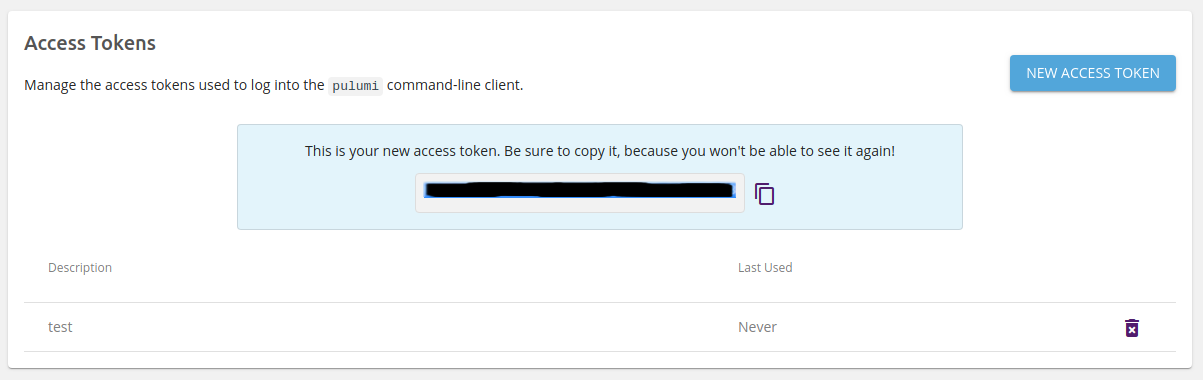 Access Tokens
NEW ACCESS TOKEN
Manage the access tokens used to log into the pulumi command-line client.
This is your new access token. Be sure to copy it, because you won't be able to see it again!
Description Last Used
test Never